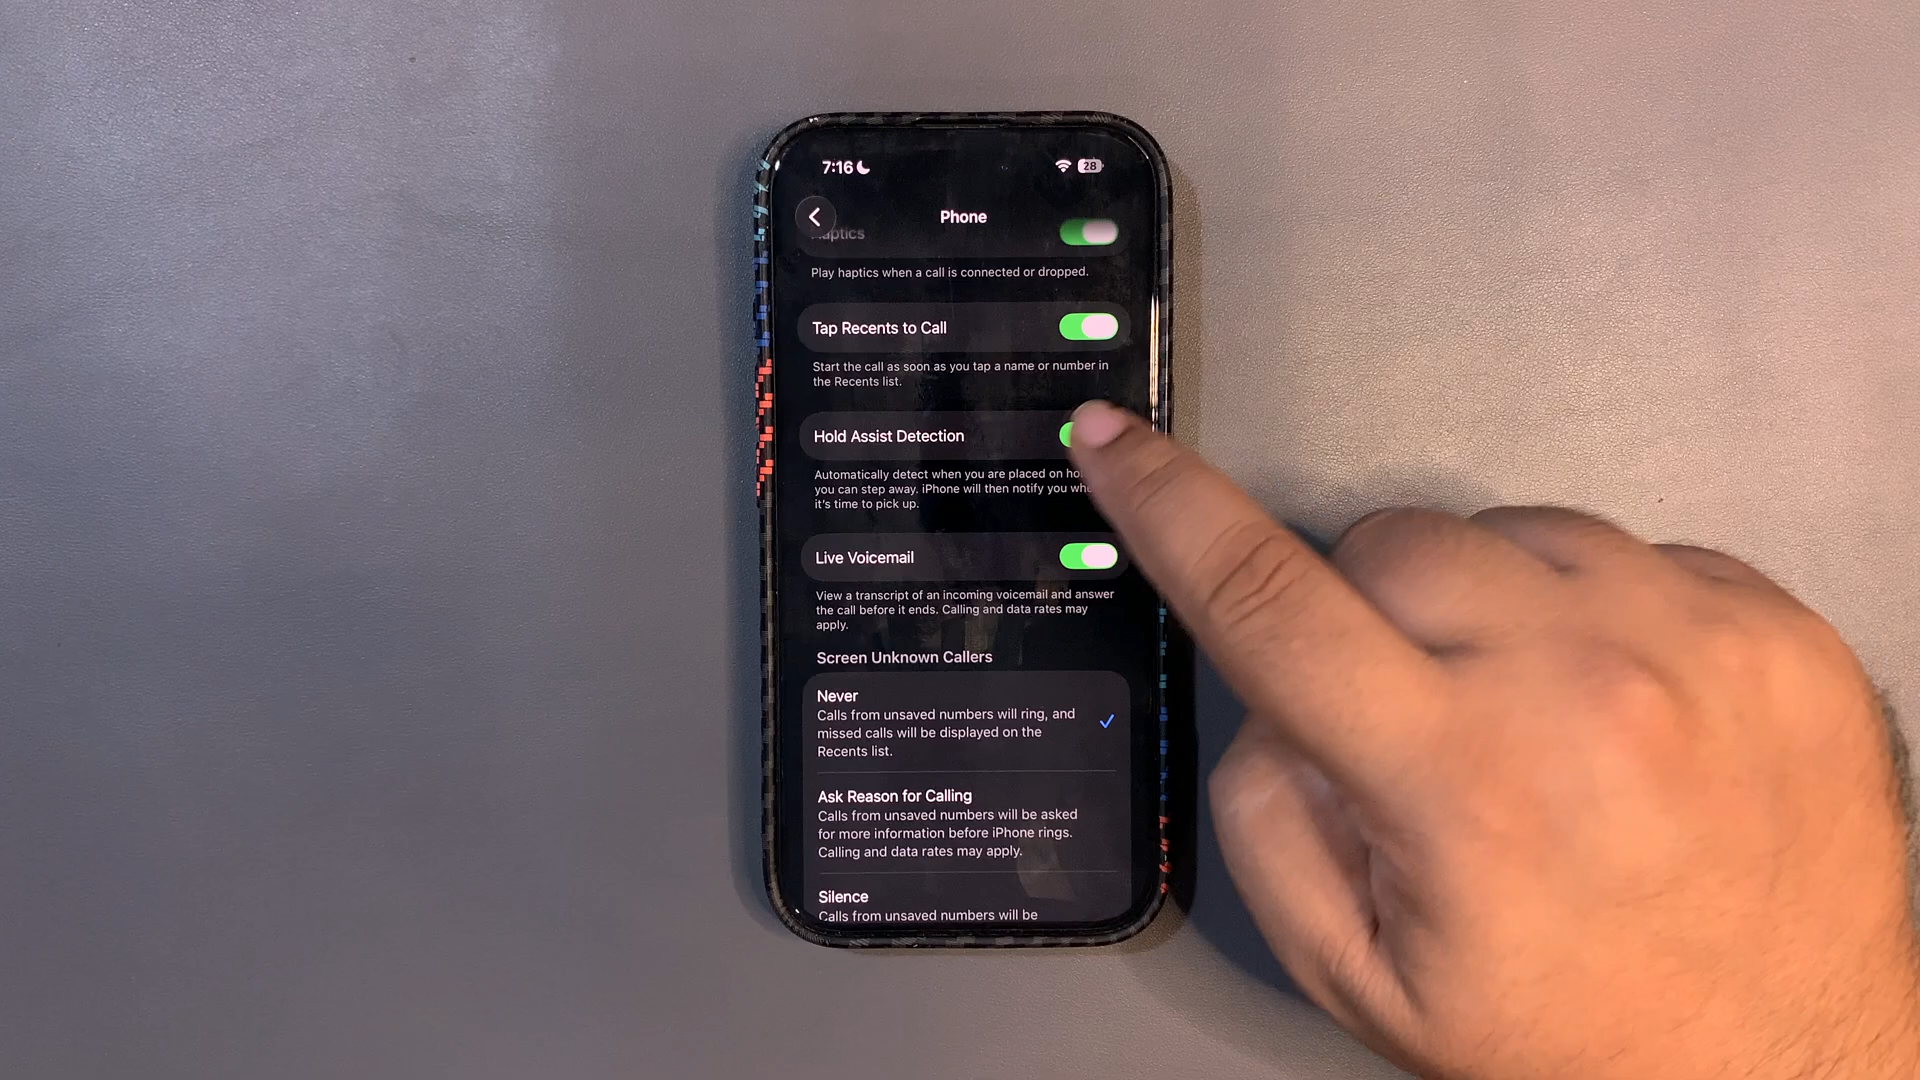 7:16
28
Phone
Haptics
Play haptics when a call is connected or dropped.
Tap Recents to Call
Start the call as soon as you tap a name or number in
the Recents list.
Hold Assist Detection
Automatically detect when you are placed on
you can step away. iPhone will then notify you
it's time to pick up.
Live Voicemail
View a transcript of an incoming voicemail and answer
the call before it ends. Calling and data rates may
apply.
Screen Unknown Callers
Never
Calls from unsaved numbers will ring, and
missed calls will be displayed on the
Recents list.
Ask Reason for Calling
Calls from unsaved numbers will be asked
for more information before iPhone rings.
Calling and data rates may apply.
Silence
Calls from unsaved numbers will be